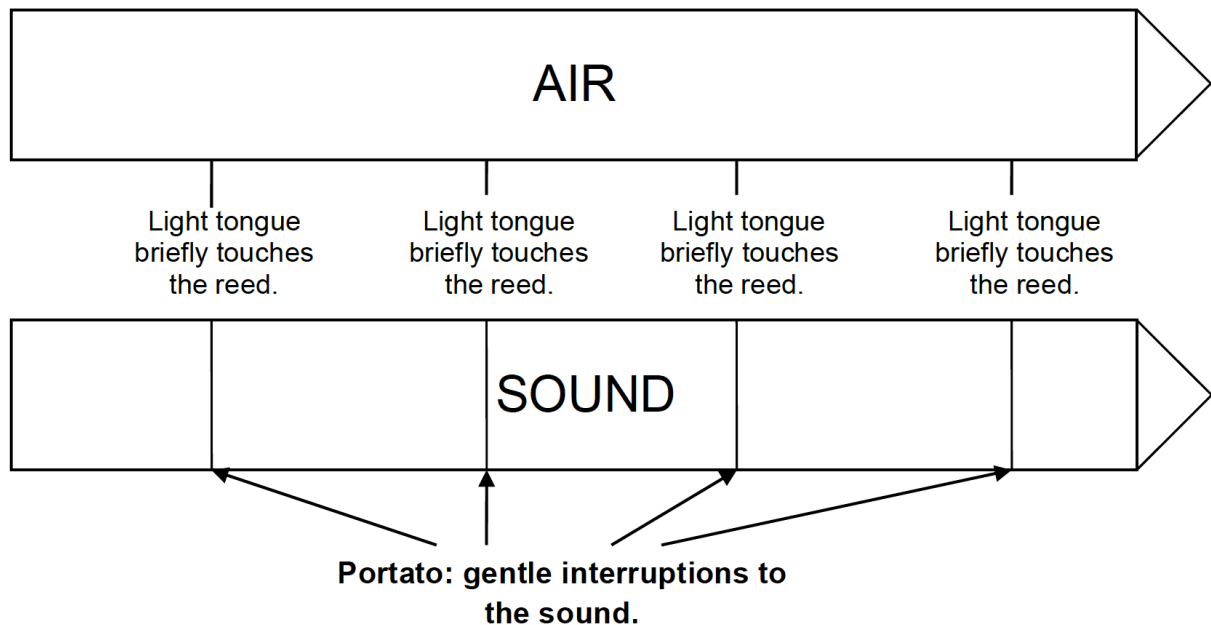 AIR
Light tongue
briefly touches
the reed.
Light tongue
briefly touches
the reed.
Light tongue
briefly touches
the reed.
Light tongue
briefly touches
the reed.
SOUND
Portato: gentle interruptions to
the sound.